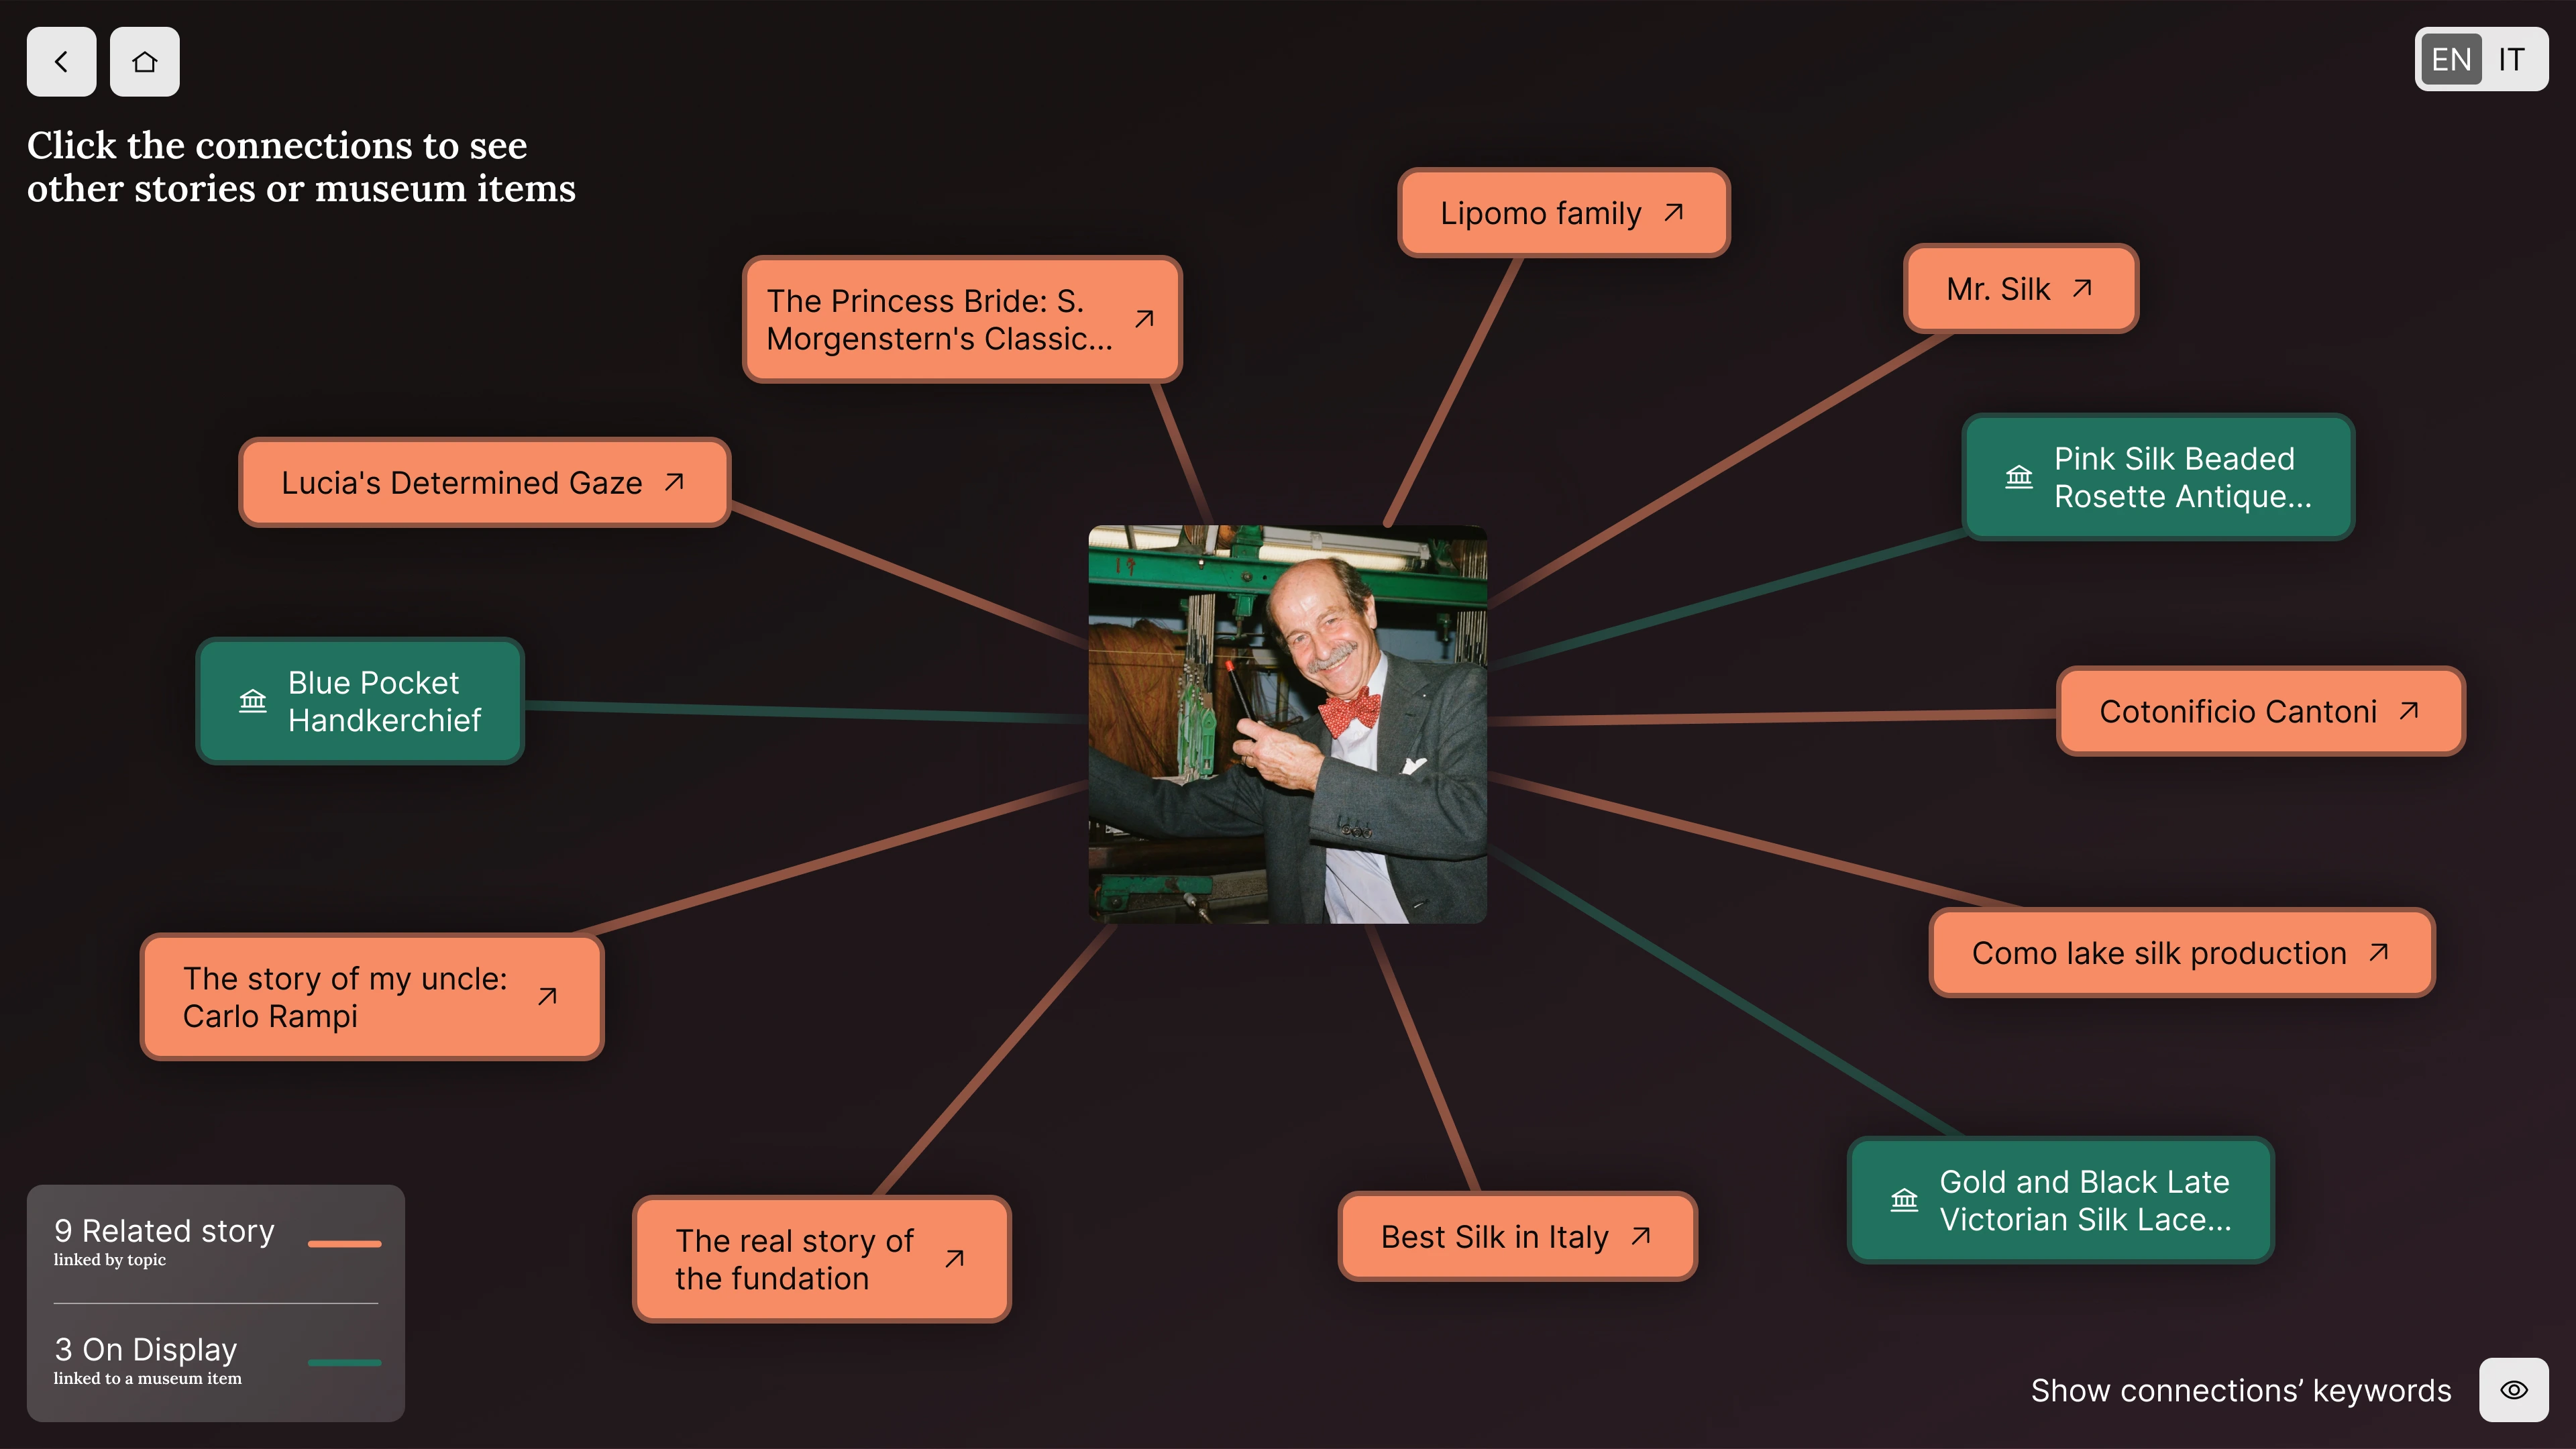 EN IT
Click the connections to see
other stories or museum items
Lipomo family
Mr. Silk
The Princess Bride: S.
Morgenstern's Classic...
Pink Silk Beaded
Rosette Antique...
Lucia's Determined Gaze
19
Blue Pocket
Handkerchief
Cotonificio Cantoni
Como lake silk production
The story of my uncle:
Carlo Rampi
Gold and Black Late
Victorian Silk Lace...
The real story of
the fundation
Best Silk in Italy
9 Related story
linked by topic
3 On Display
linked to a museum item
Show connections’ keywords